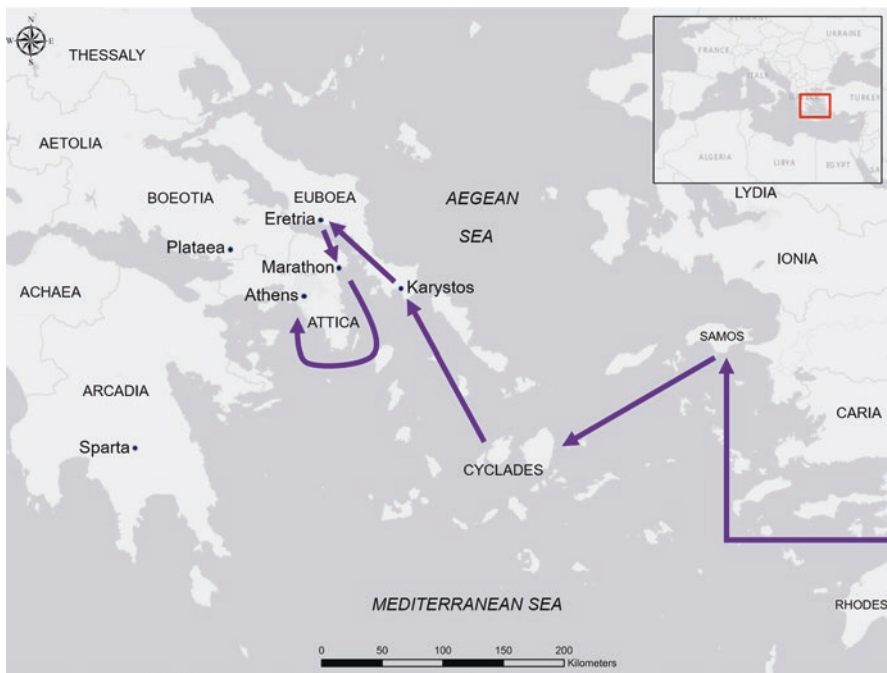 N
W E
S
THESSALY
GERMANY
UKRAINE
FRANCE
ITALY
TURKEY
ALGERIA
LIBYA
EGYPT
AETOLIA
BOEOTIA
EUBOEA
Eretria
AEGEAN
SEA
LYDIA
Plataea
IONIA
Marathon
Karystos
ACHAEA
Athens
ATTICA
SAMOS
ARCADIA
CARIA
Sparta
CYCLADES
MEDITERRANEAN SEA
RHODES
0 50 100 150 200
Kilometers